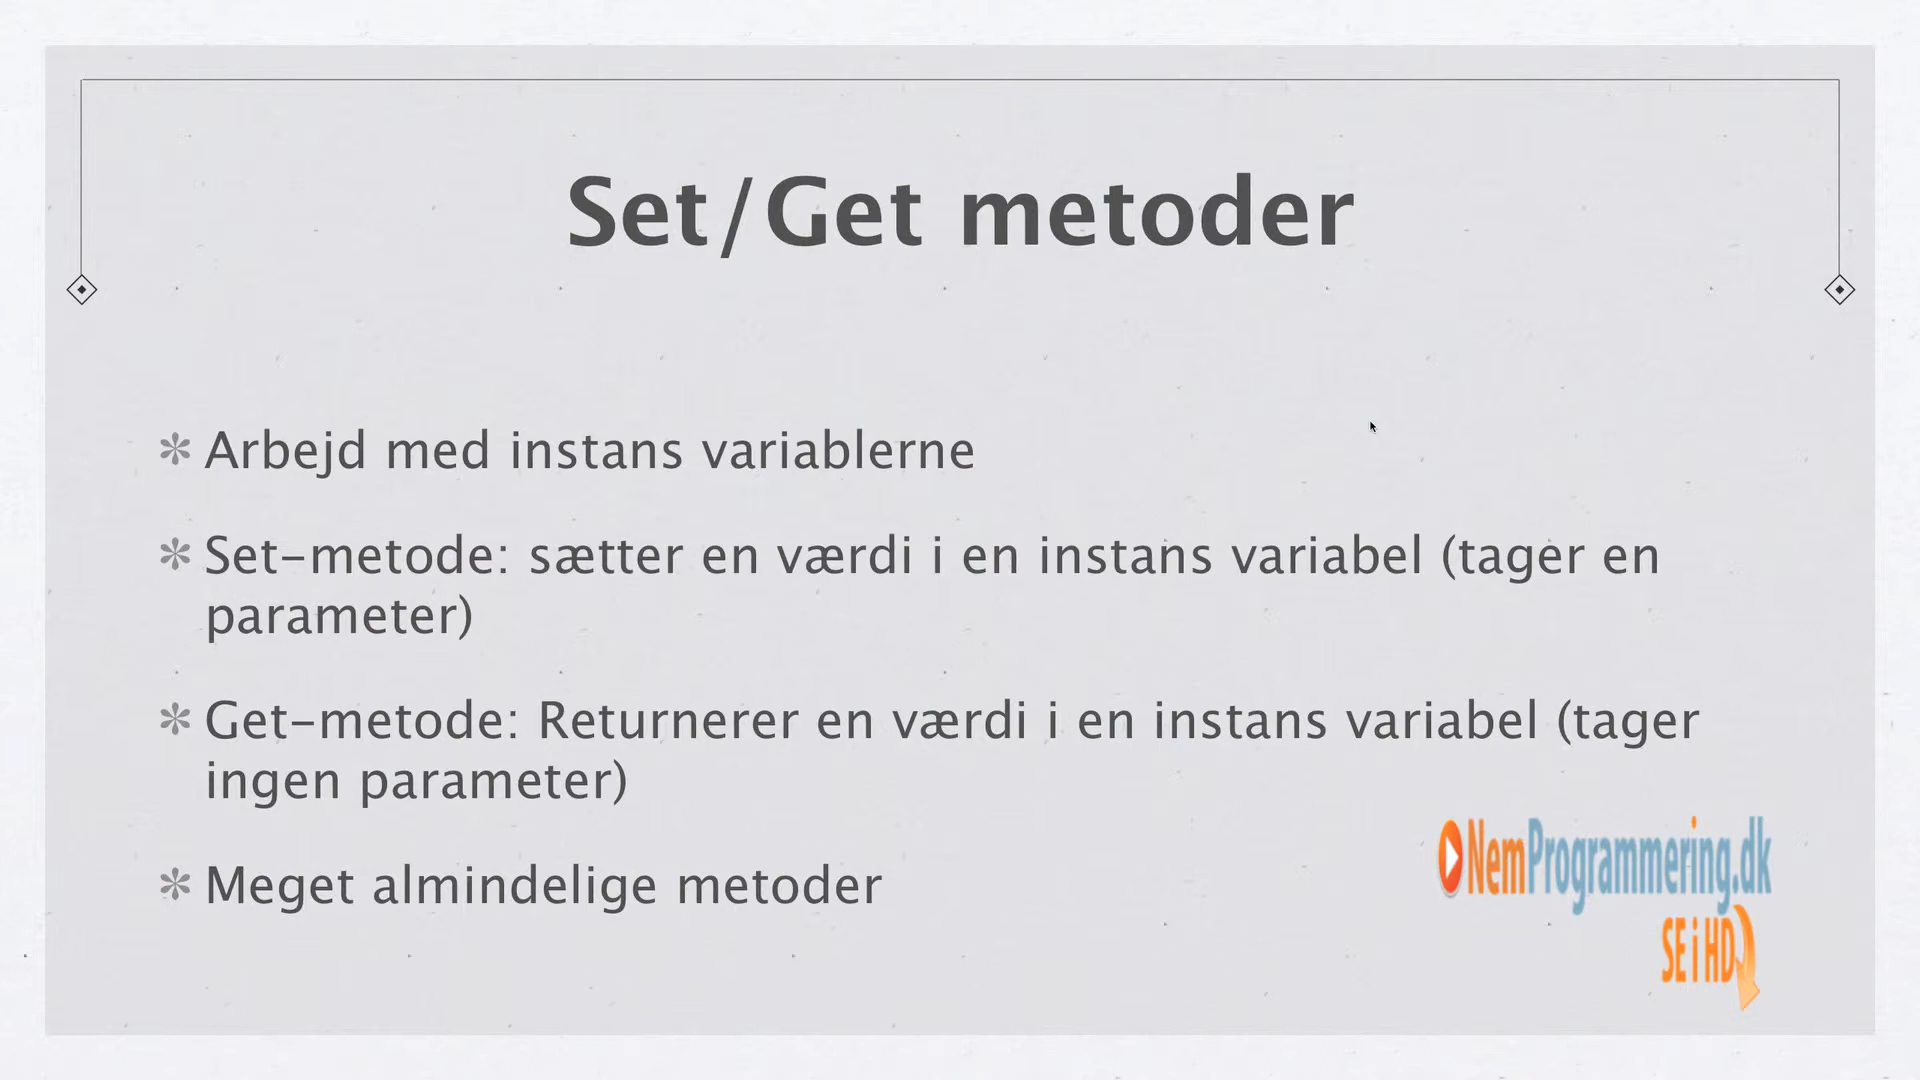 Set/Get metoder
Arbejd med instans variablerne
Set-metode: sætter en værdi i en instans variabel (tager en
parameter)
Get-metode: Returnerer en værdi i en instans variabel (tager
ingen parameter)
Meget almindelige metoder
NemProgrammering.dk
SE i HD